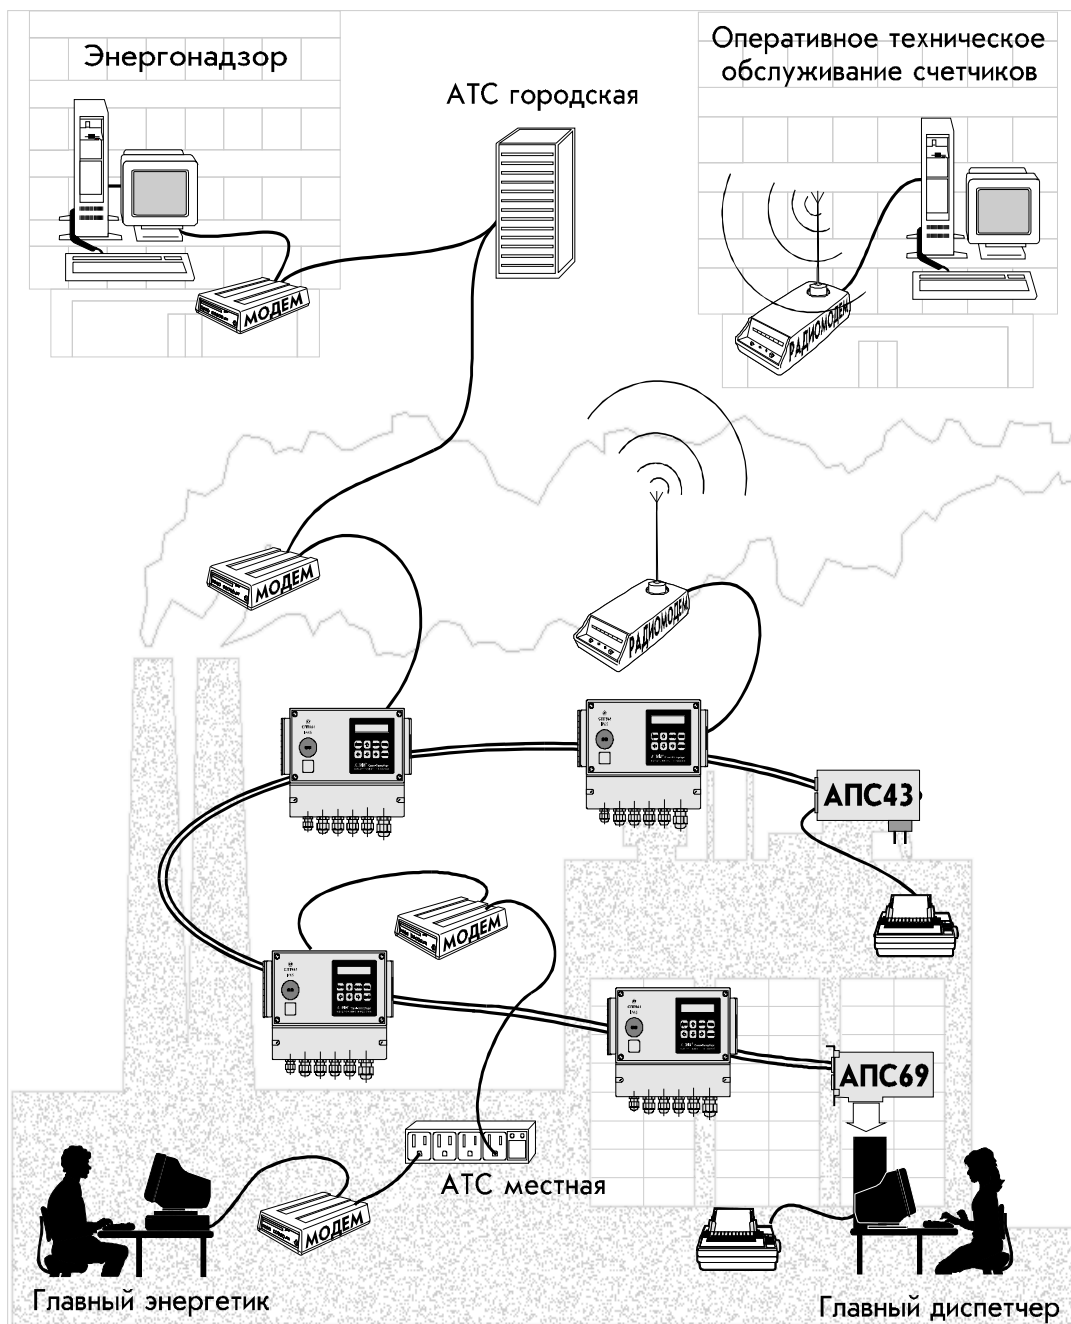 Энергонадзор
Оперативное техническое
обслуживание счетчиков
АТС городская
МОДЕМ
РАДИОМОДЕМ
МОДЕМ
РАДИОМОДЕМ
АПС43
МОДЕМ
АПС69
АТС местная
МОДЕМ
Главный энергетик
Главный диспетчер